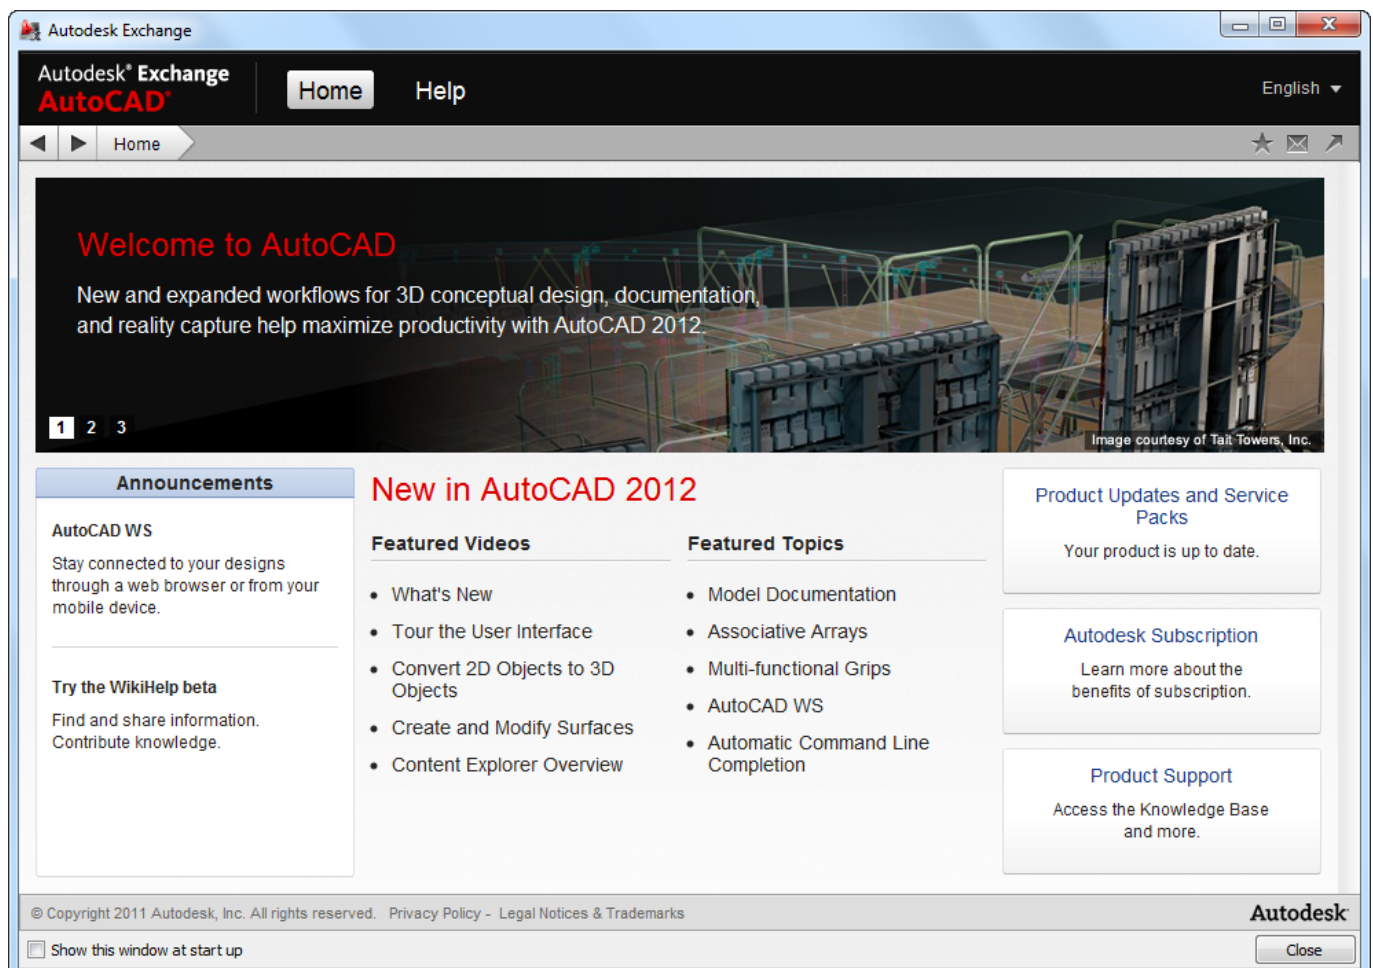 Autodesk Exchange
Autodesk® Exchange
AutoCAD®
Home
Help
English
Home
Welcome to AutoCAD
New and expanded workflows for 3D conceptual design, documentation,
and reality capture help maximize productivity with AutoCAD 2012.
1 2 3
Image courtesy of Tait Towers, Inc.
Announcements
AutoCAD WS
Stay connected to your designs
through a web browser or from your
mobile device.
Try the WikiHelp beta
Find and share information.
Contribute knowledge.
New in AutoCAD 2012
Featured Videos
• What's New
• Tour the User Interface
• Convert 2D Objects to 3D
Objects
• Create and Modify Surfaces
• Content Explorer Overview
Featured Topics
• Model Documentation
• Associative Arrays
• Multi-functional Grips
• AutoCAD WS
• Automatic Command Line
Completion
Product Updates and Service
Packs
Your product is up to date.
Autodesk Subscription
Learn more about the
benefits of subscription.
Product Support
Access the Knowledge Base
and more.
© Copyright 2011 Autodesk, Inc. All rights reserved. Privacy Policy - Legal Notices & Trademarks
Autodesk
Show this window at start up
Close